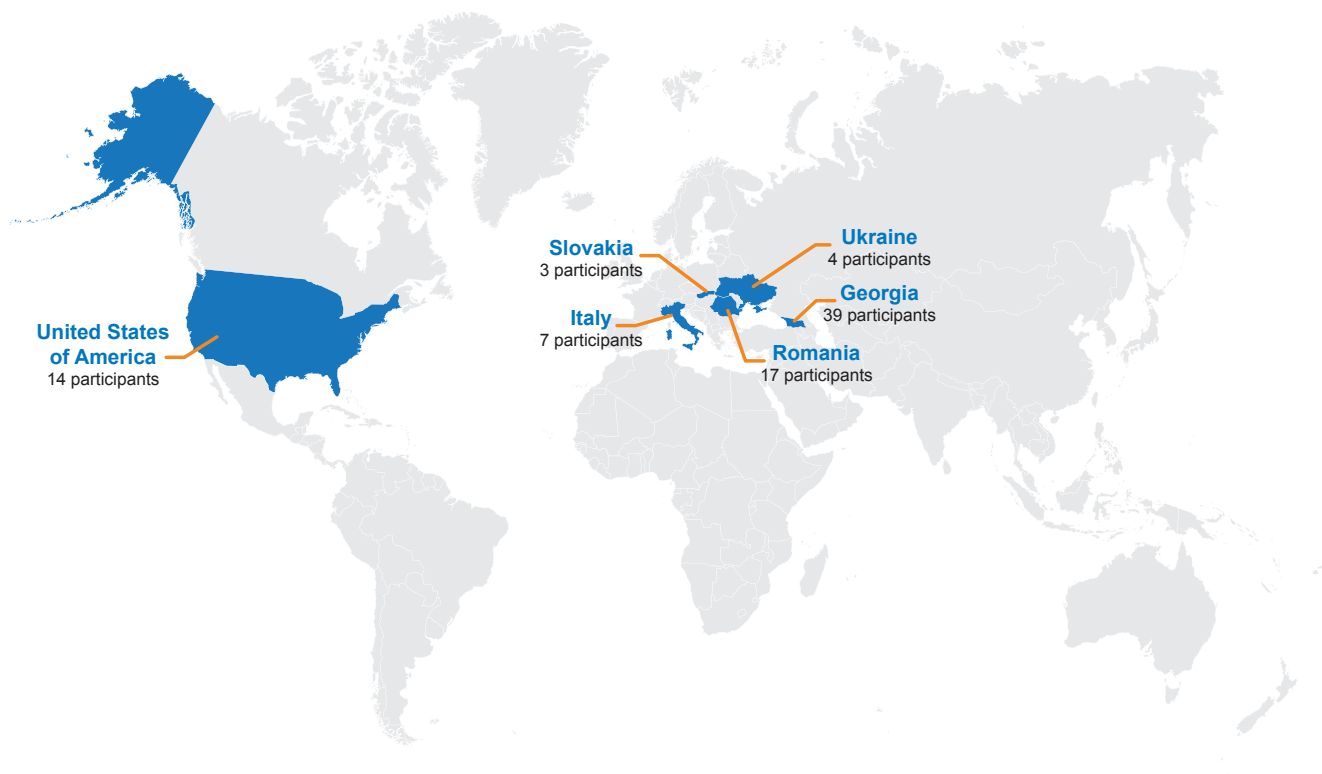 United States
of America
14 participants
Slovakia
3 participants
Italy
7 participants
Ukraine
4 participants
Georgia
39 participants
Romania
17 participants